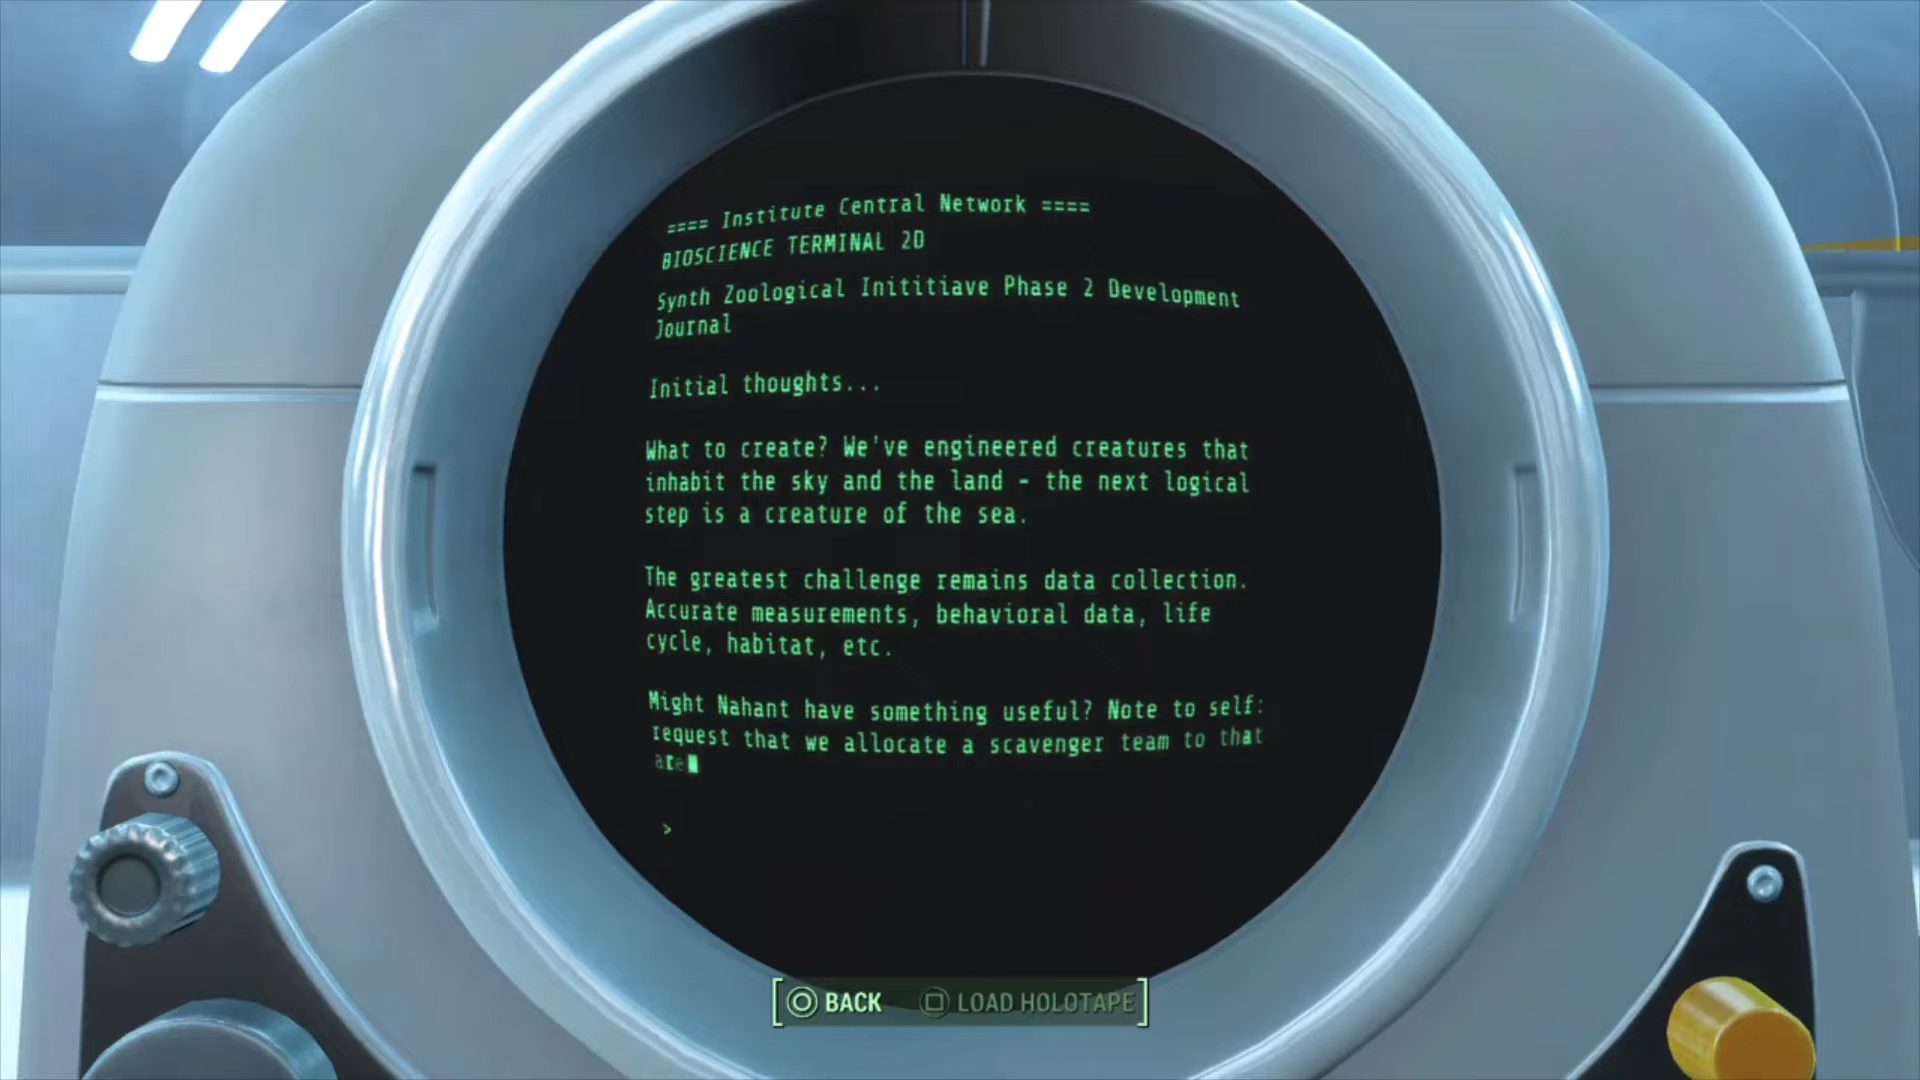 ==== Institute Central Network ====
BIOSCIENCE TERMINAL 2D
Synth Zoological Inititiave Phase 2 Development
Journal
Initial thoughts...
What to create? We've engineered creatures that
inhabit the sky and the land - the next logical
step is a creature of the sea.
The greatest challenge remains data collection.
Accurate measurements, behavioral data, life
cycle, habitat, etc.
Might Nahant have something useful? Note to self:
request that we allocate a scavenger team to that
are
>
BACK LOAD HOLOTAPE